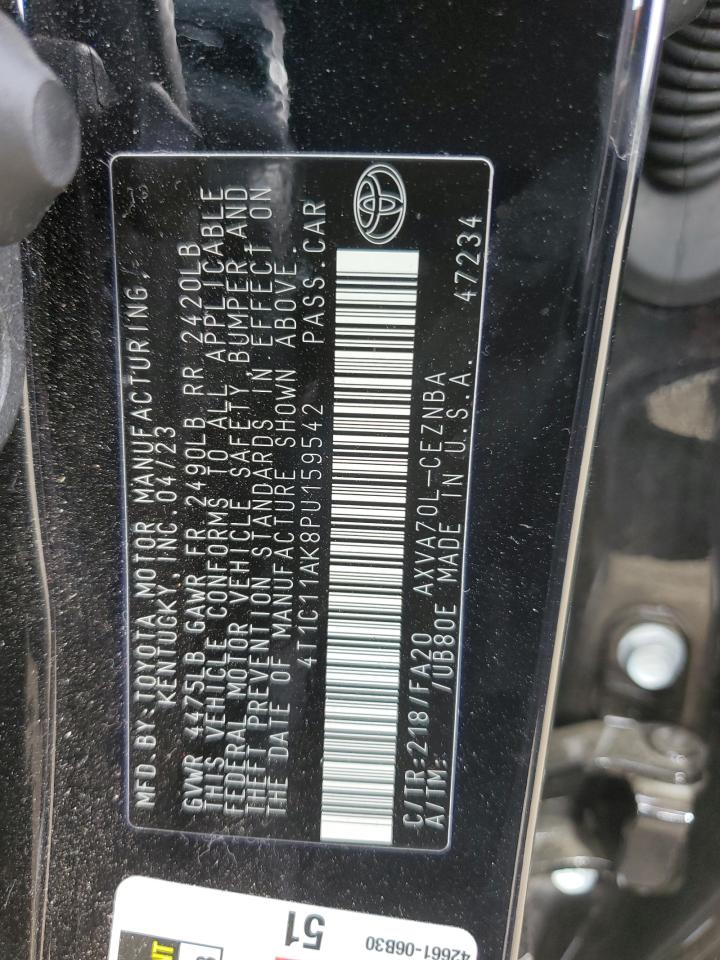 MFD.BY:TOYOTA MOTOR MANUFACTURING,
KENTUCKY INC.04/23
GVWR 4475LB GAWR FR 2490LB RR 2420LB
THIS VEHICLE CONFORMS TO ALL APPLICABLE
FEDERAL MOTOR VEHICLE SAFETY, BUMPER, AND
THEFT PREVENTION STANDARDS IN EFFECT ON
THE DATE OF MANUFACTURE SHOWN ABOVE.
4T1C11AK8PU159542 PASS. CAR
C/TR:218/FA20 AXVA70L-CEZNBA
A/TM: /UB80E MADE IN U.S.A. 47234
51
42661-06B30